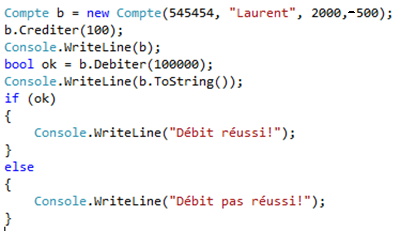 Compte b = new Compte(545454, "Laurent", 2000,-500);
b.Crediter(100);
Console.WriteLine(b);
bool ok = b.Debiter(100000);
Console.WriteLine(b.ToString());
if (ok)
{
    Console.WriteLine("Débit réussi!");
}
else
{
    Console.WriteLine("Débit pas réussi!");
}